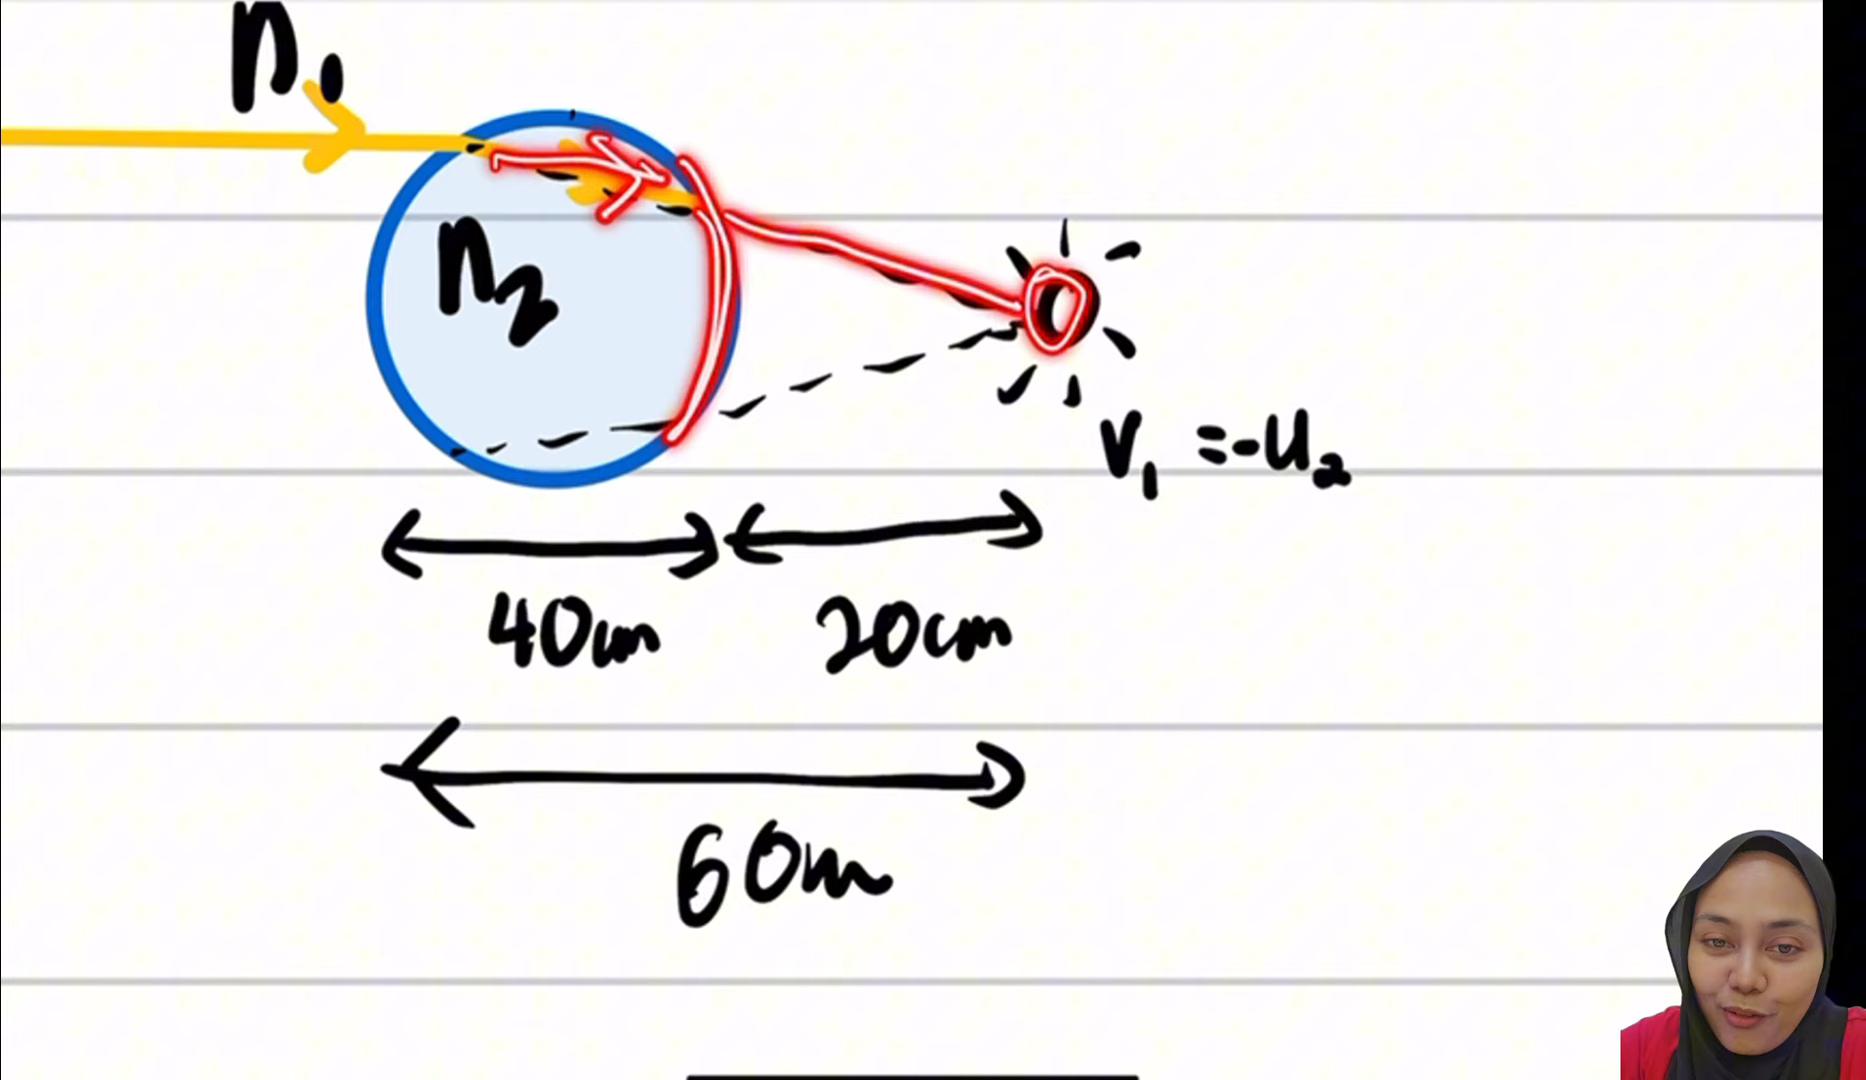 n₁
n₂
v₁ = -u₂
40cm
20cm
60cm